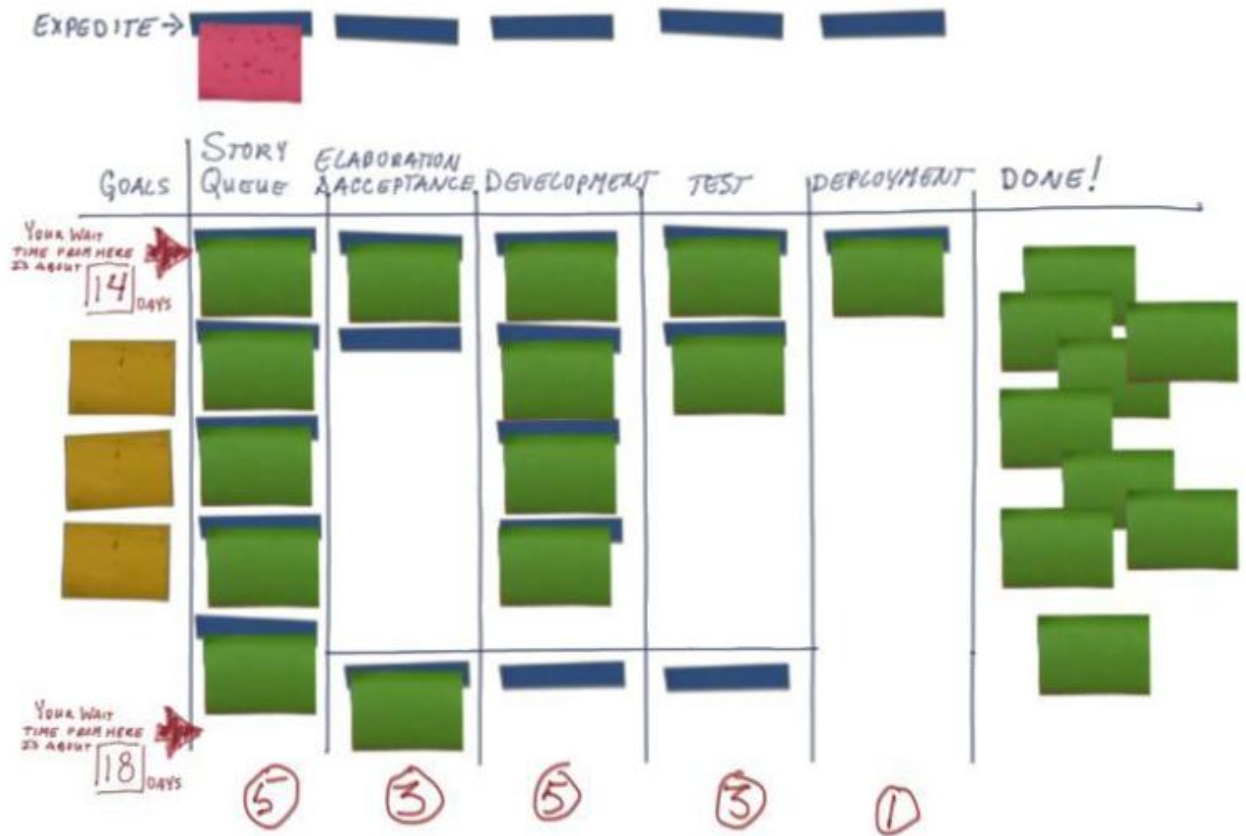 EXPEDITE →
GOALS
STORY
QUEUE
ELABORATION
& ACCEPTANCE
DEVELOPMENT
TEST
DEPLOYMENT
DONE!
YOUR WAIT
TIME FROM HERE
IS ABOUT
14 DAYS
YOUR WAIT
TIME FROM HERE
IS ABOUT
18 DAYS
5 3 5 3 1